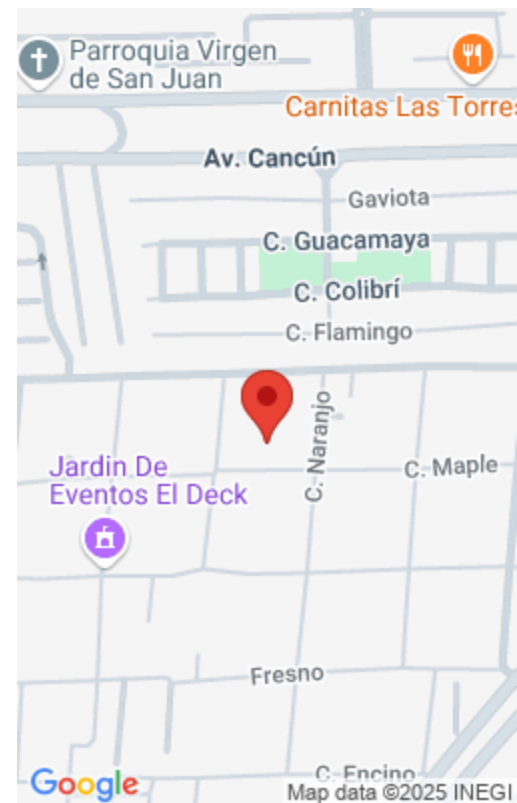 Parroquia Virgen
de San Juan
Carnitas Las Torres
Av. Cancún
Gaviota
C. Guacamaya
C. Colibrí
C. Flamingo
C. Naranjo
Jardin De
Eventos El Deck
C. Maple
Fresno
C. Encino
Google
Map data ©2025 INEGI